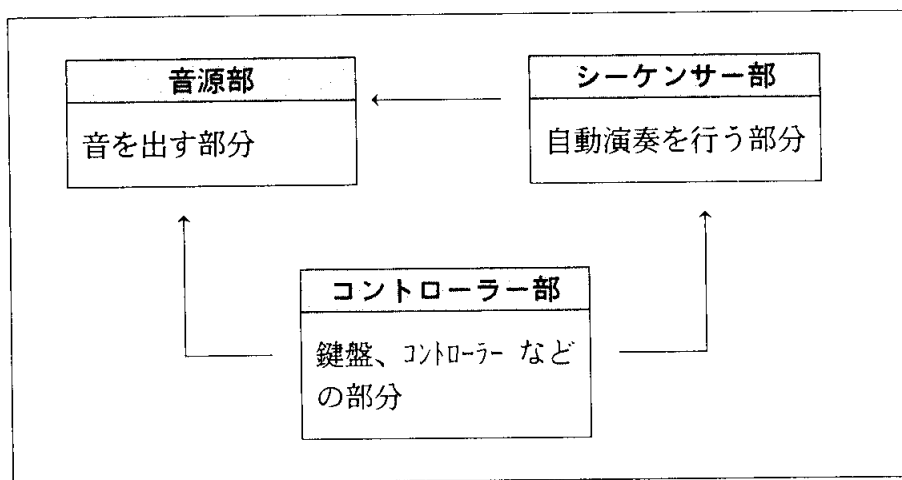 音源部
音を出す部分
シーケンサー部
自動演奏を行う部分
コントローラー部
鍵盤、ｺﾝﾄﾛｰﾗｰ など
の部分